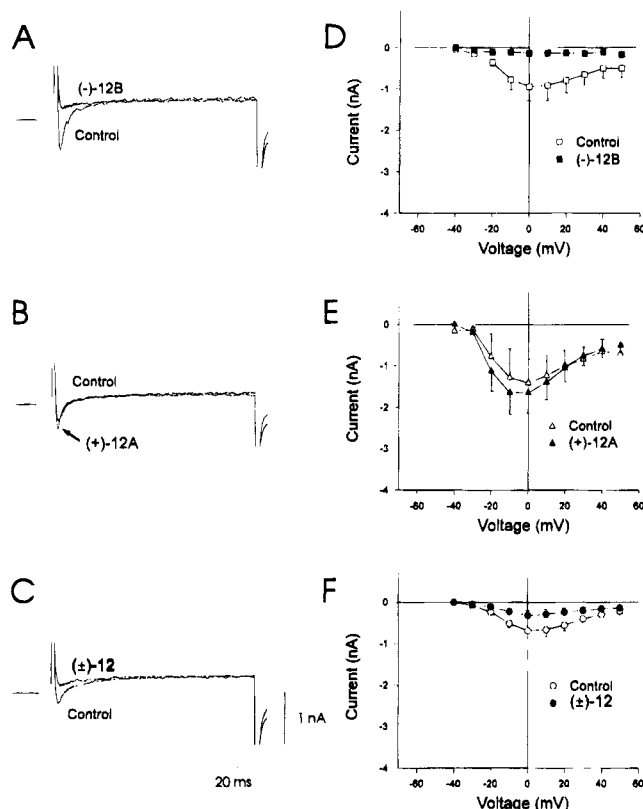 A
(-)-12B
Control
D
Current (nA)
0
-1
-2
-3
-4
Control
(-)-12B
-60 -40 -20 0 20 40 60
Voltage (mV)
B
Control
(+)-12A
E
Current (nA)
0
-1
-2
-3
-4
Control
(+)-12A
-60 -40 -20 0 20 40 60
Voltage (mV)
C
(±)-12
Control
1 nA
20 ms
F
Current (nA)
0
-1
-2
-3
-4
Control
(±)-12
-60 -40 -20 0 20 40 60
Voltage (mV)